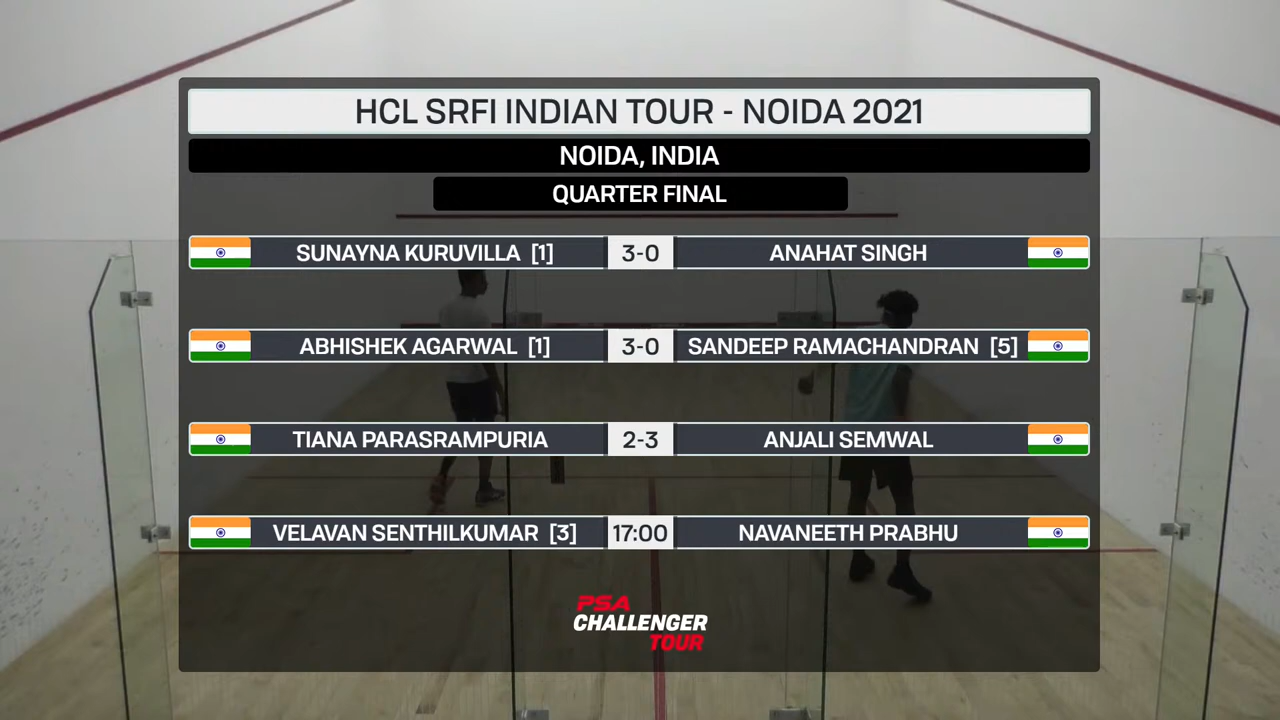 HCL SRFI INDIAN TOUR - NOIDA 2021
NOIDA, INDIA
QUARTER FINAL
SUNAYNA KURUVILLA [1] 3-0 ANAHAT SINGH
ABHISHEK AGARWAL [1] 3-0 SANDEEP RAMACHANDRAN [5]
TIANA PARASRAMPURIA 2-3 ANJALI SEMWAL
VELAVAN SENTHILKUMAR [3] 17:00 NAVANEETH PRABHU
PSA
CHALLENGER
TOUR